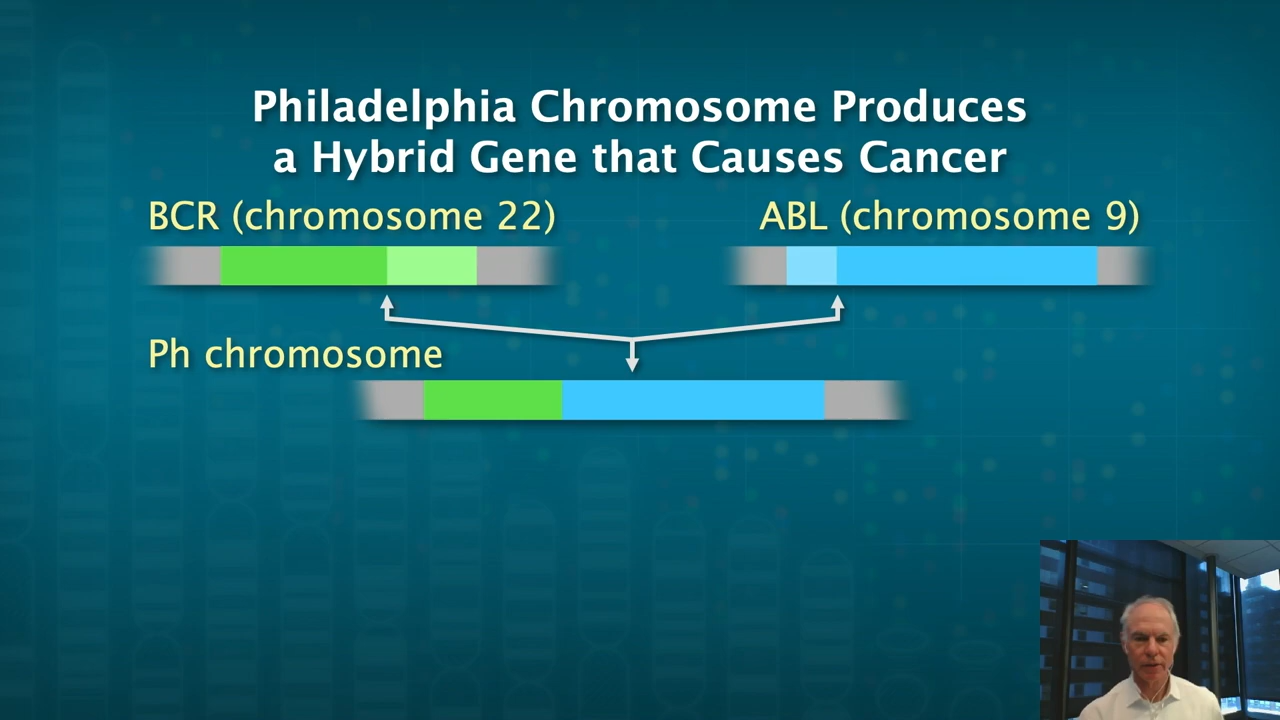 Philadelphia Chromosome Produces
a Hybrid Gene that Causes Cancer
BCR (chromosome 22)
ABL (chromosome 9)
Ph chromosome